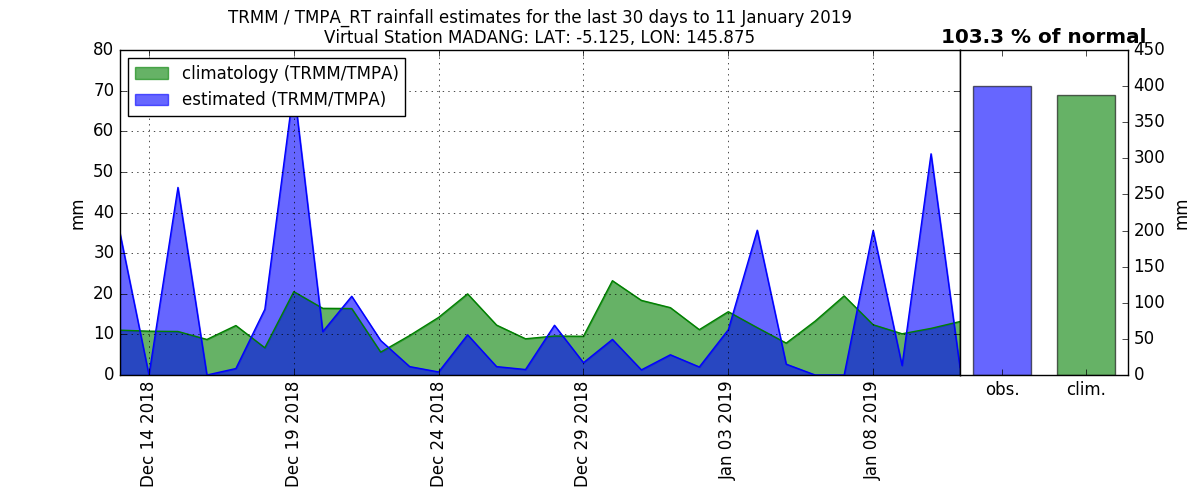 TRMM / TMPA_RT rainfall estimates for the last 30 days to 11 January 2019
Virtual Station MADANG: LAT: -5.125, LON: 145.875
103.3 % of normal
climatology (TRMM/TMPA)
estimated (TRMM/TMPA)
80
70
60
50
40
30
20
10
0
mm
Dec 14 2018
Dec 19 2018
Dec 24 2018
Dec 29 2018
Jan 03 2019
Jan 08 2019
450
400
350
300
250
200
150
100
50
0
mm
obs.
clim.